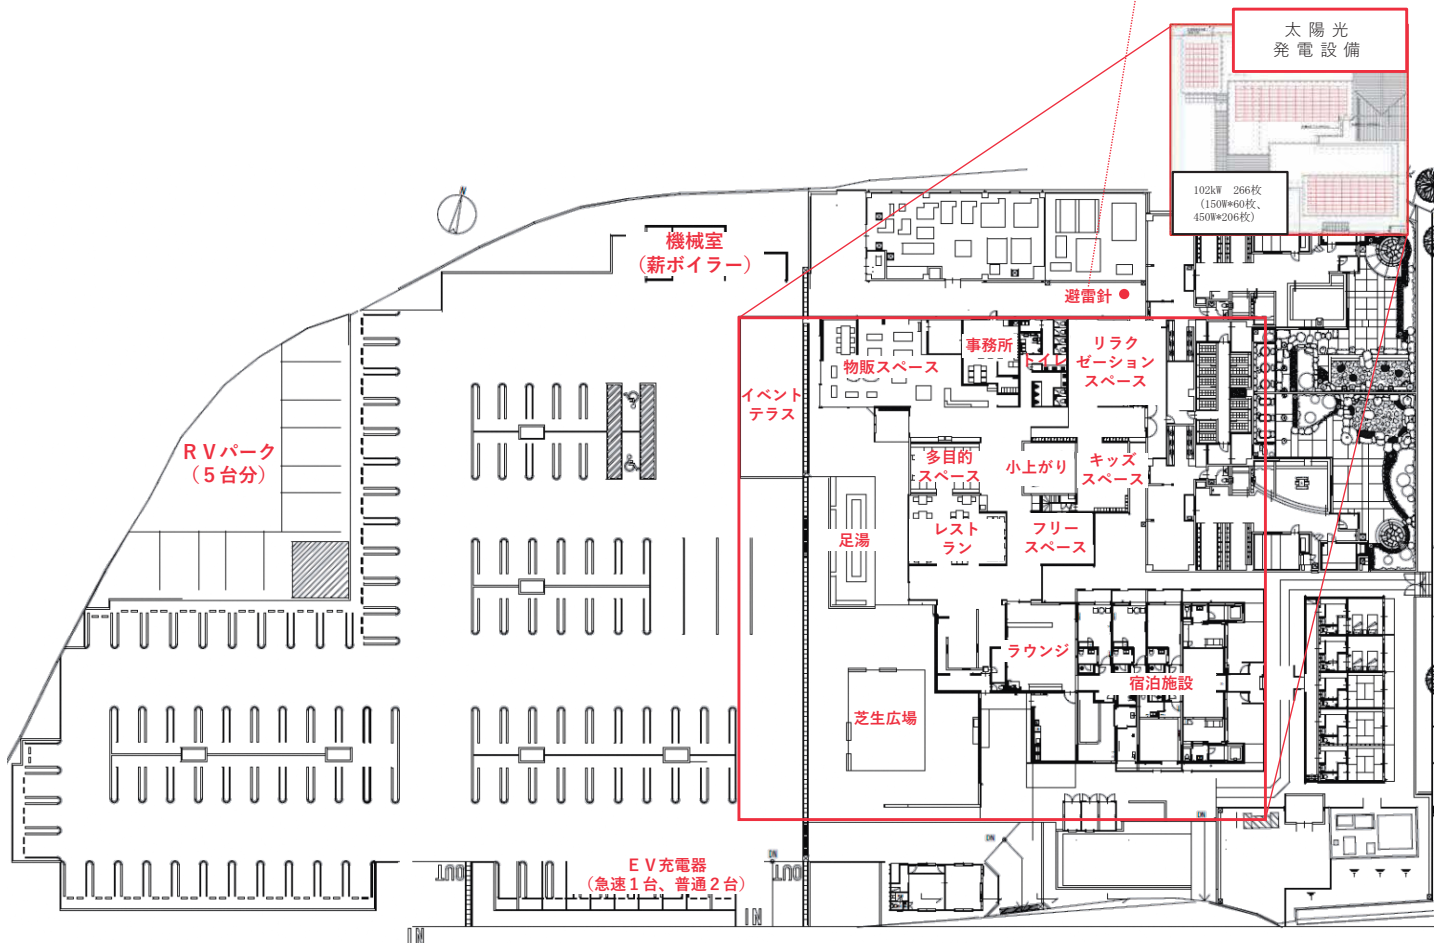 太陽光
発電設備
102kW 266枚
(150W*60枚、
450W*206枚)
N
機械室
（薪ボイラー）
避雷針
事務所
トイレ
リラク
ゼーション
スペース
物販スペース
イベント
テラス
ＲＶパーク
（５台分）
多目的
スペース
小上がり
キッズ
スペース
足湯
レスト
ラン
フリー
スペース
ラウンジ
宿泊施設
芝生広場
DN
DN
DN
ＥＶ充電器
（急速１台、普通２台）
OUT
OUT
IN
IN